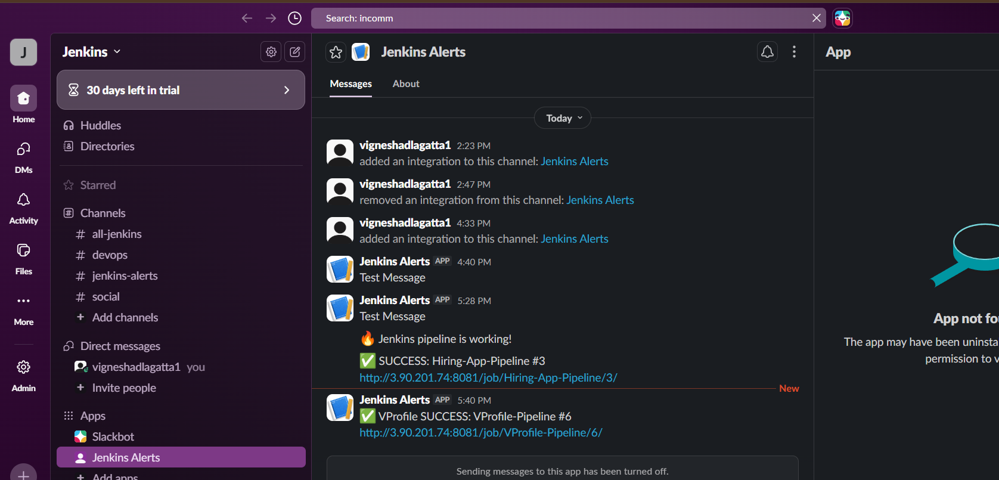 Search: incomm
J
Jenkins
30 days left in trial
Home
Huddles
Directories
DMs
Starred
Activity
Channels
# all-jenkins
# devops
Files
# jenkins-alerts
# social
More
+ Add channels
Direct messages
vigneshadlagatta1 you
Admin
+ Invite people
Apps
Slackbot
Jenkins Alerts
+ Add apps
Jenkins Alerts
Messages About
Today
vigneshadlagatta1 2:23 PM
added an integration to this channel: Jenkins Alerts
vigneshadlagatta1 2:47 PM
removed an integration from this channel: Jenkins Alerts
vigneshadlagatta1 4:33 PM
added an integration to this channel: Jenkins Alerts
Jenkins Alerts APP 4:40 PM
Test Message
Jenkins Alerts APP 5:28 PM
Test Message
🔥 Jenkins pipeline is working!
✅ SUCCESS: Hiring-App-Pipeline #3
http://3.90.201.74:8081/job/Hiring-App-Pipeline/3/
New
Jenkins Alerts APP 5:40 PM
✅ VProfile SUCCESS: VProfile-Pipeline #6
http://3.90.201.74:8081/job/VProfile-Pipeline/6/
Sending messages to this app has been turned off.
App
App not fou
The app may have been uninsta
permission to v